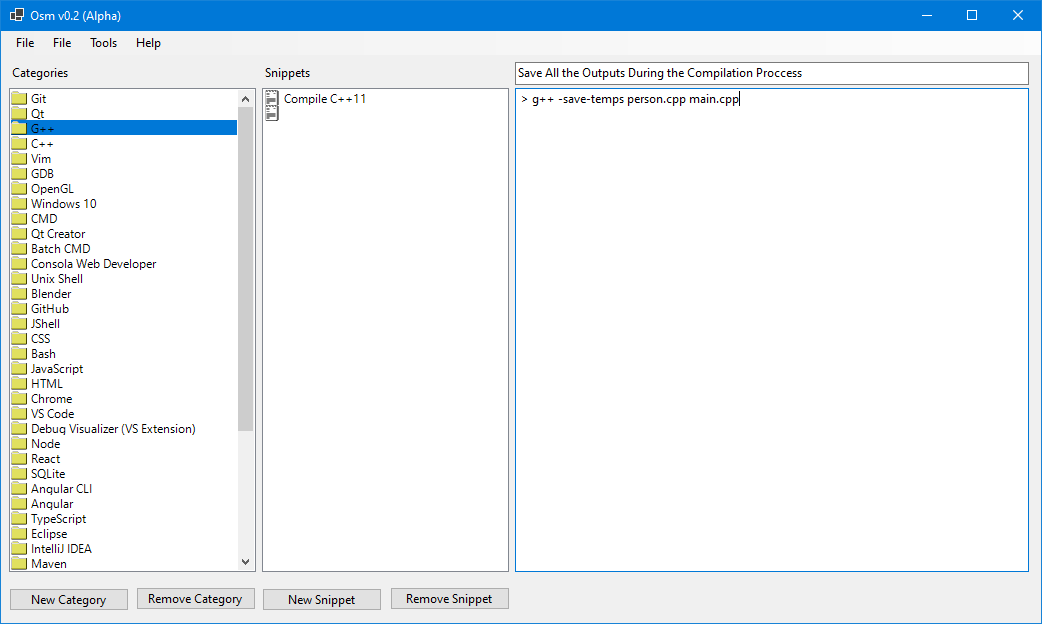 Osm v0.2 (Alpha)
File File Tools Help
Categories
Git
Qt
G++
C++
Vim
GDB
OpenGL
Windows 10
CMD
Qt Creator
Batch CMD
Consola Web Developer
Unix Shell
Blender
GitHub
JShell
CSS
Bash
JavaScript
HTML
Chrome
VS Code
Debug Visualizer (VS Extension)
Node
React
SQLite
Angular CLI
Angular
TypeScript
Eclipse
IntelliJ IDEA
Maven
Snippets
Compile C++11
Save All the Outputs During the Compilation Proccess
> g++ -save-temps person.cpp main.cpp
New Category
Remove Category
New Snippet
Remove Snippet